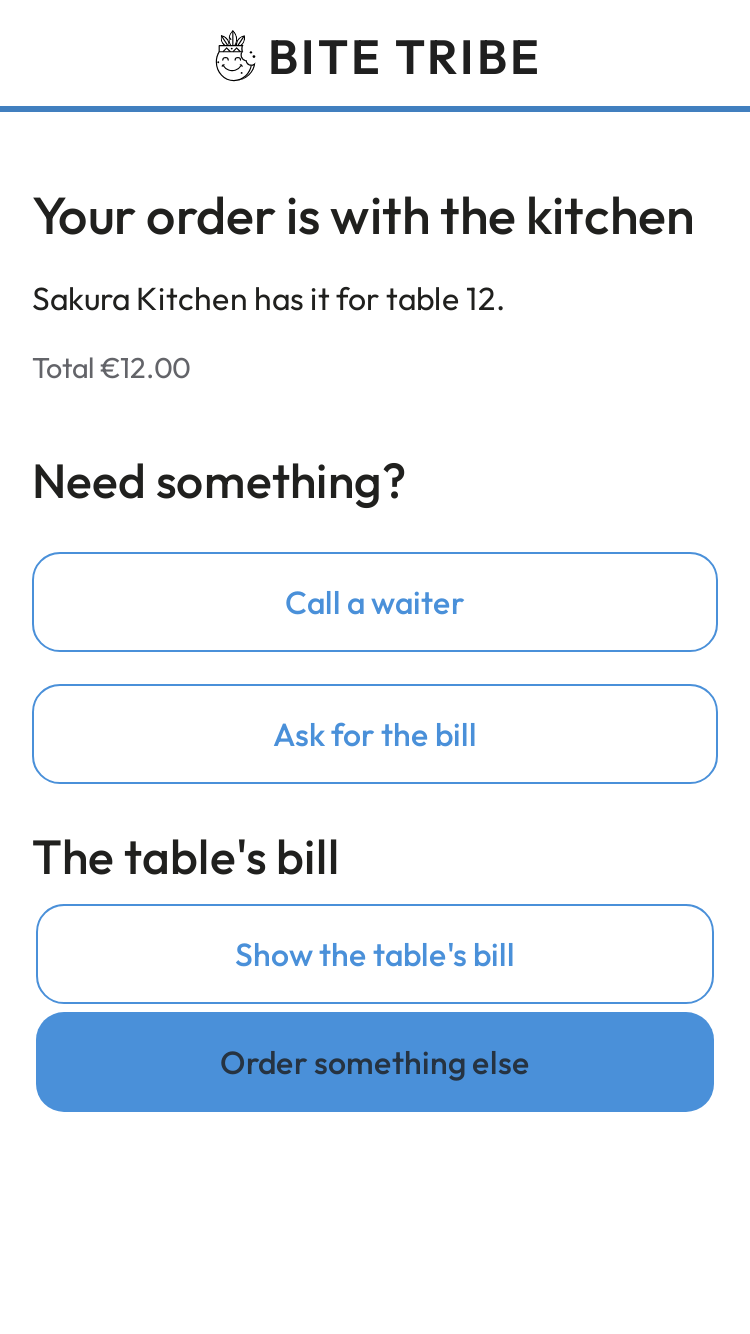 BITE TRIBE
Your order is with the kitchen
Sakura Kitchen has it for table 12.
Total €12.00
Need something?
Call a waiter
Ask for the bill
The table's bill
Show the table's bill
Order something else